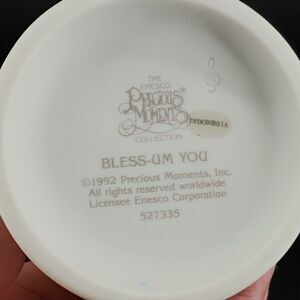 THE
ENESCO
PRECIOUS®
MOMENTS
INDONESIA
COLLECTION
BLESS-UM YOU
©1992 Precious Moments, Inc.
All rights reserved worldwide
Licensee Enesco Corporation
527335